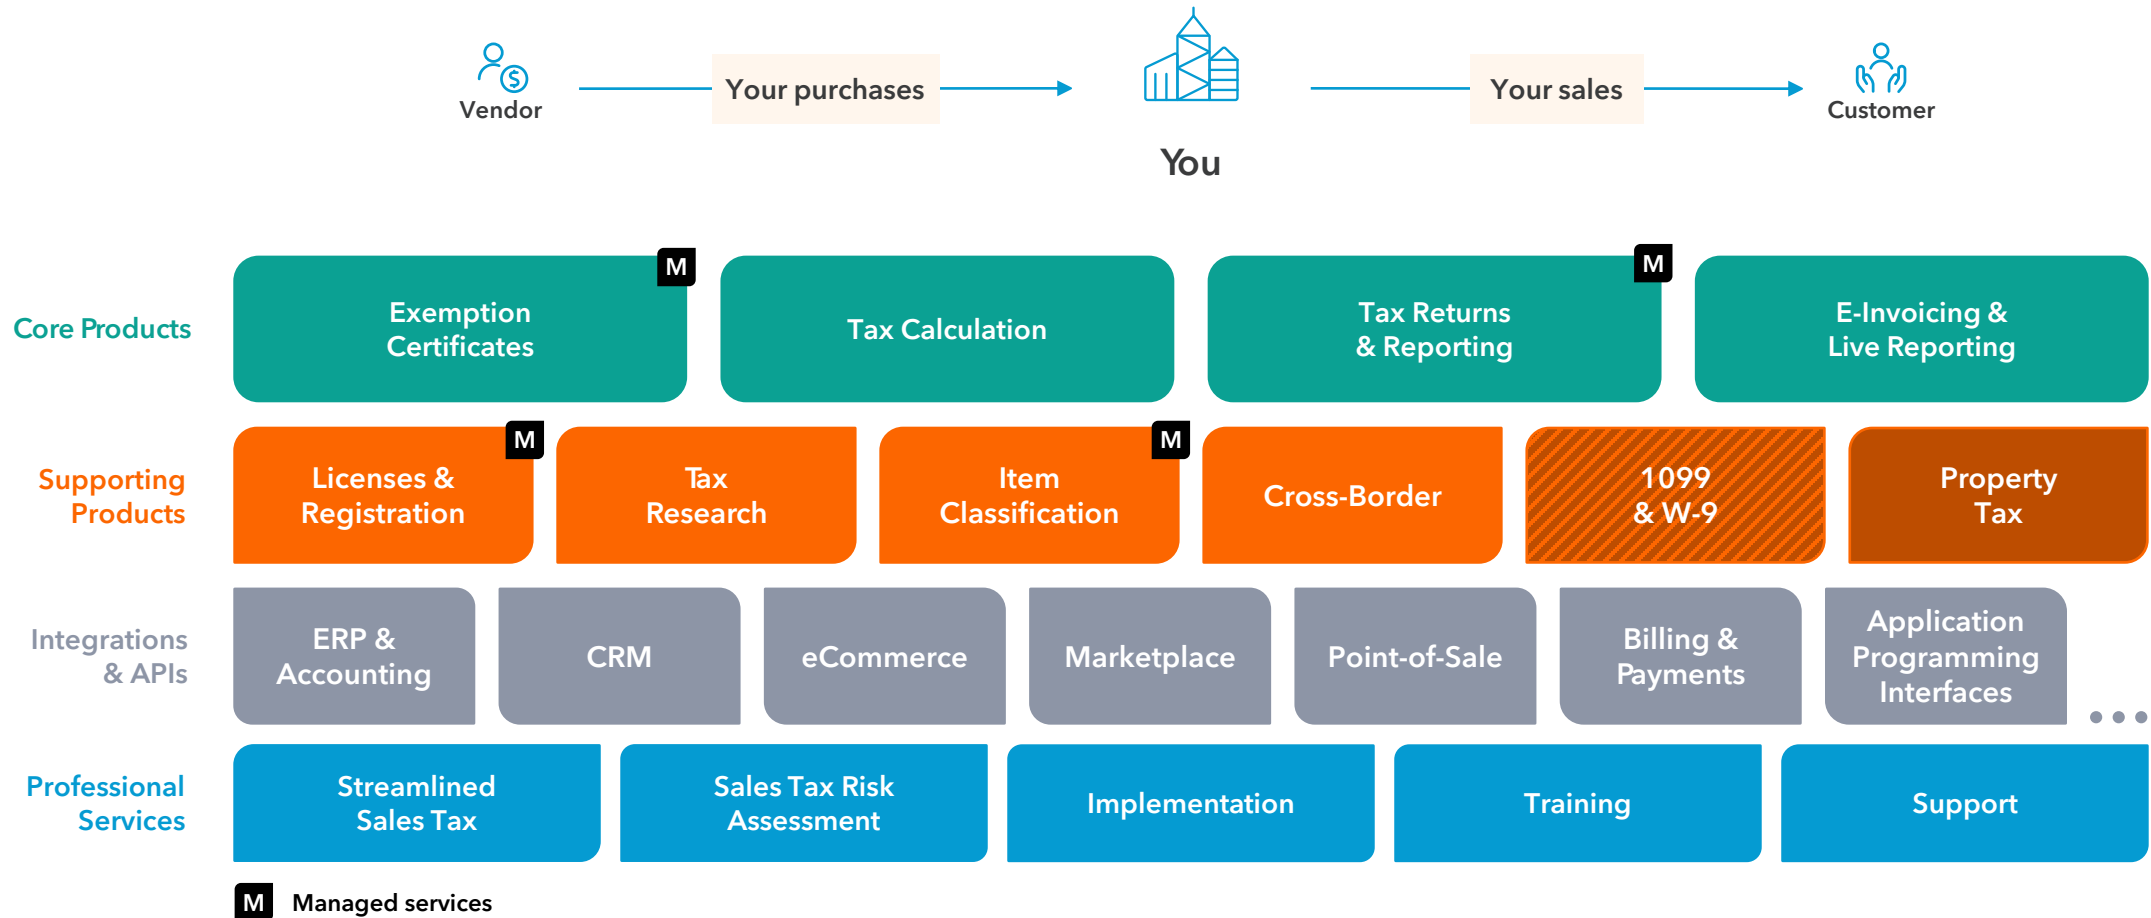 Vendor
Your purchases
You
Your sales
Customer
Core Products
Exemption
Certificates
M
Tax Calculation
Tax Returns
& Reporting
M
E-Invoicing &
Live Reporting
Supporting
Products
Licenses &
Registration
M
Tax
Research
Item
Classification
M
Cross-Border
1099
& W-9
Property
Tax
Integrations
& APIs
ERP &
Accounting
CRM
eCommerce
Marketplace
Point-of-Sale
Billing &
Payments
Application
Programming
Interfaces
Professional
Services
Streamlined
Sales Tax
Sales Tax Risk
Assessment
Implementation
Training
Support
M Managed services